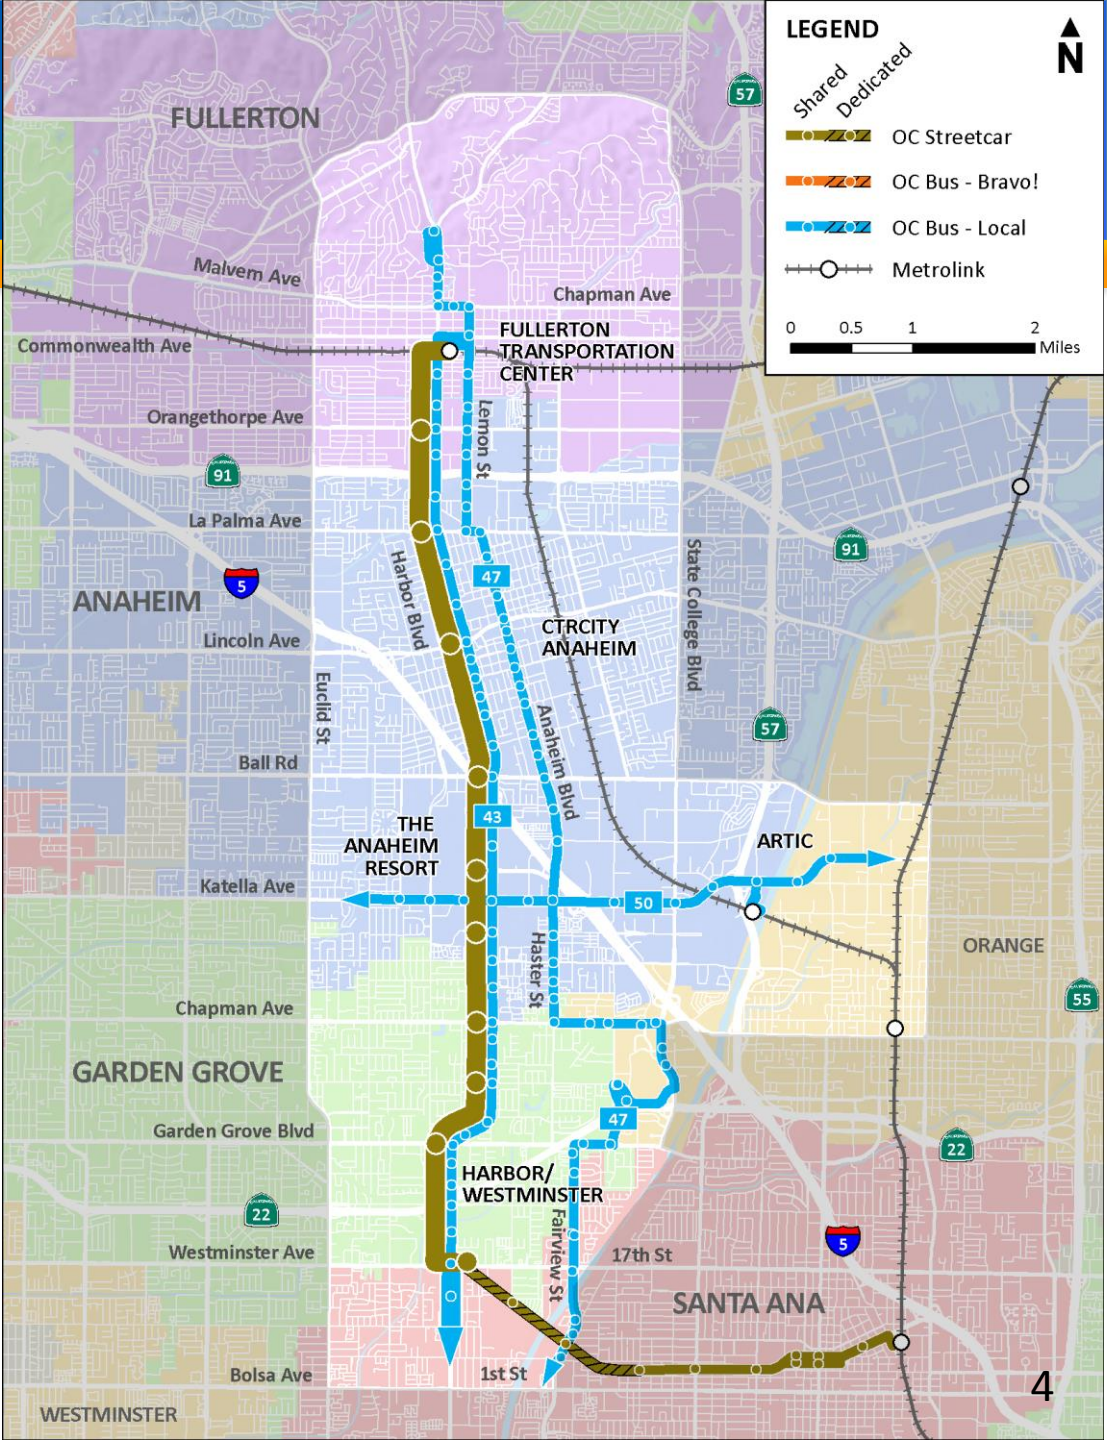 LEGEND
N
Shared
Dedicated
OC Streetcar
OC Bus - Bravo!
OC Bus - Local
Metrolink
0 0.5 1 2
Miles
57
FULLERTON
Malvern Ave
Chapman Ave
FULLERTON
TRANSPORTATION
CENTER
Commonwealth Ave
Orangethorpe Ave
Lemon St
91
La Palma Ave
91
Harbor Blvd
State College Blvd
47
5
ANAHEIM
CTRCITY
ANAHEIM
Lincoln Ave
Euclid St
Anaheim Blvd
57
Ball Rd
43
THE
ANAHEIM
RESORT
ARTIC
Katella Ave
50
Haster St
ORANGE
55
Chapman Ave
GARDEN GROVE
47
Garden Grove Blvd
22
HARBOR/
WESTMINSTER
22
Fairview St
Westminster Ave
17th St
5
SANTA ANA
Bolsa Ave
1st St
4
WESTMINSTER